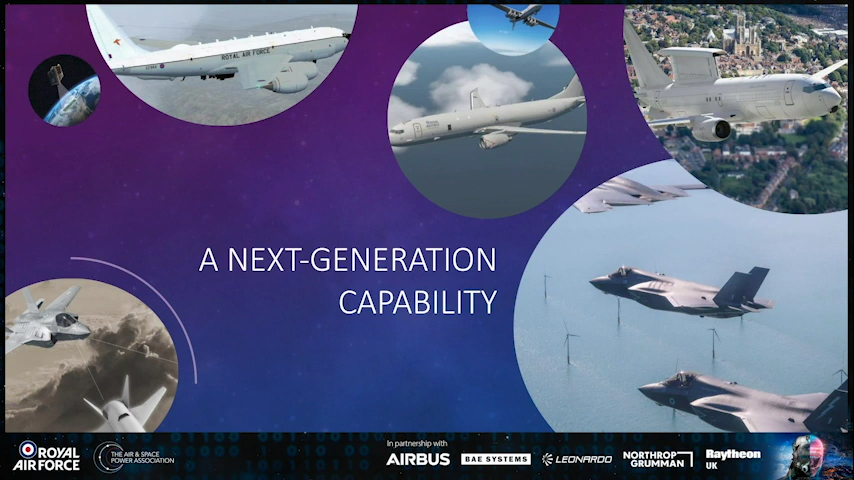 ROYAL AIR FORCE
A NEXT-GENERATION
CAPABILITY
ROYAL
AIR FORCE
THE AIR & SPACE
POWER ASSOCIATION
In partnership with
AIRBUS
BAE SYSTEMS
LEONARDO
NORTHROP
GRUMMAN
Raytheon
UK